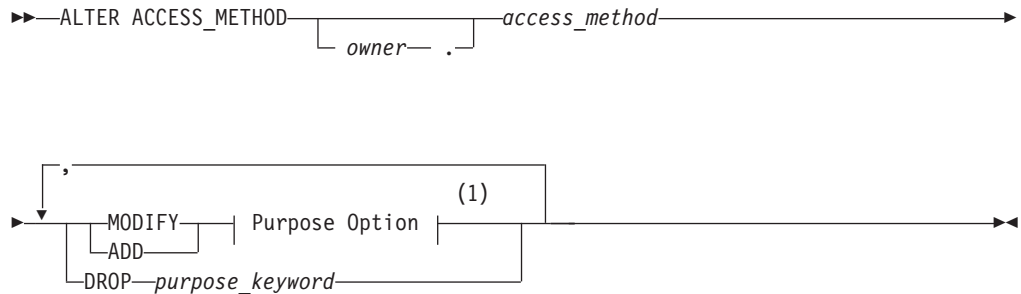 ALTER ACCESS_METHOD access_method
owner .
,
(1)
MODIFY Purpose Option
ADD
DROP purpose_keyword